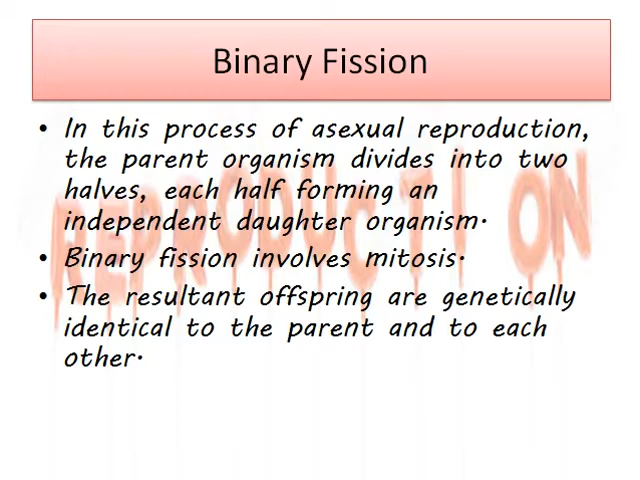 Binary Fission
• In this process of asexual reproduction,
the parent organism divides into two
halves, each half forming an
independent daughter organism.
• Binary fission involves mitosis.
• The resultant offspring are genetically
identical to the parent and to each
other.
REPRODUCTION